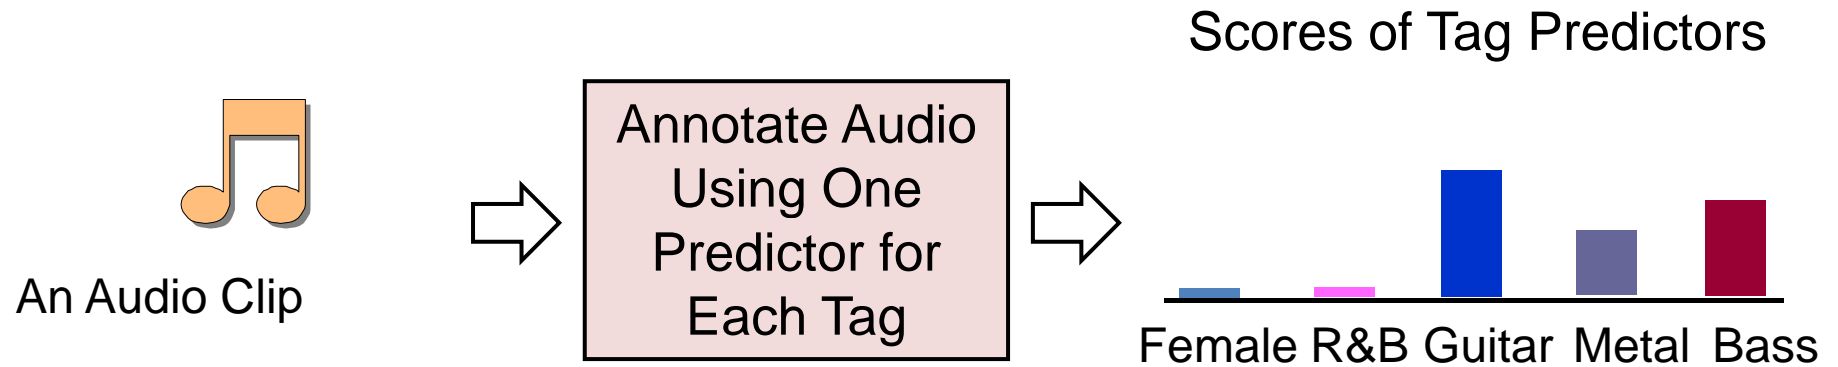 Scores of Tag Predictors
An Audio Clip
Annotate Audio
Using One
Predictor for
Each Tag
Female R&B Guitar Metal Bass